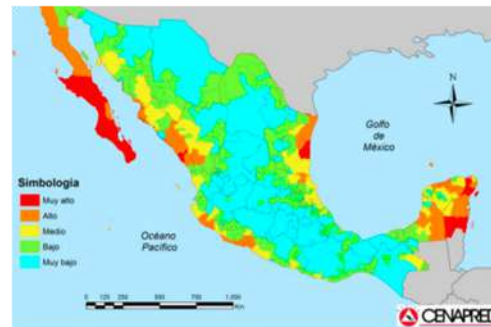 Golfo
de
México
N
Simbología
Muy alto
Alto
Medio
Bajo
Muy bajo
Océano
Pacífico
CENAPRED